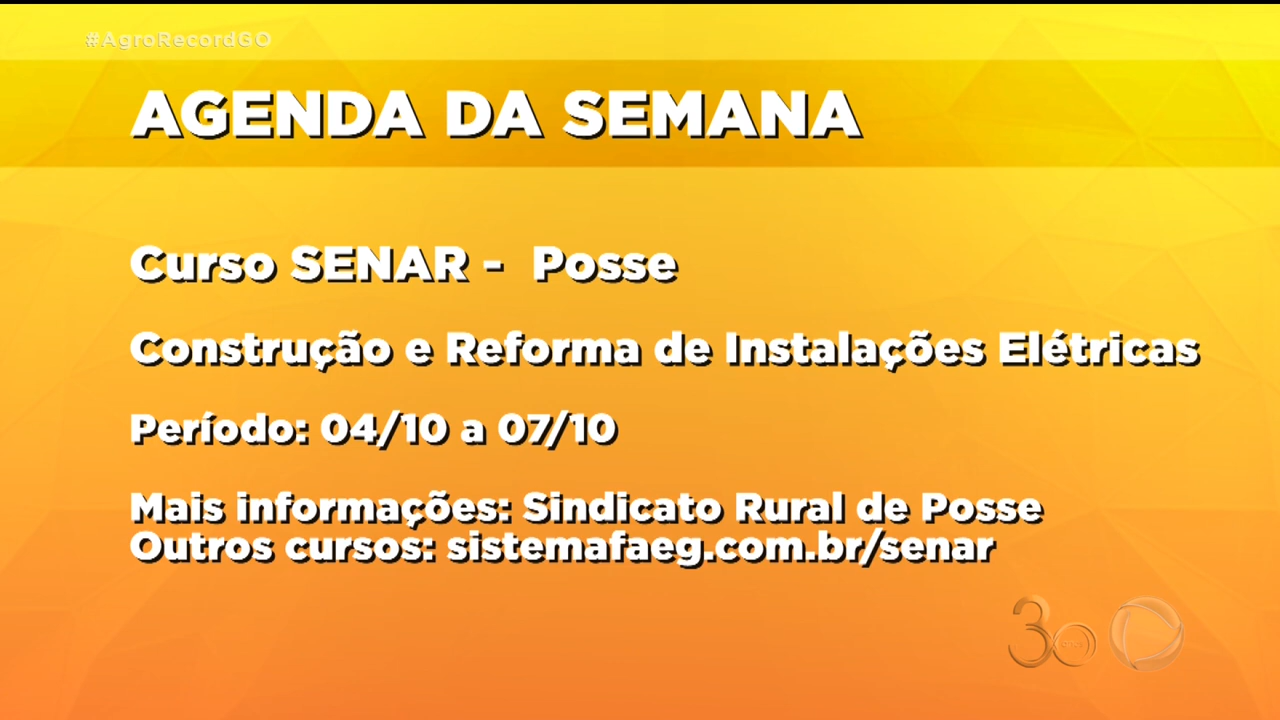 #AgroRecordGO
AGENDA DA SEMANA
Curso SENAR - Posse
Construção e Reforma de Instalações Elétricas
Período: 04/10 a 07/10
Mais informações: Sindicato Rural de Posse
Outros cursos: sistemafaeg.com.br/senar
30